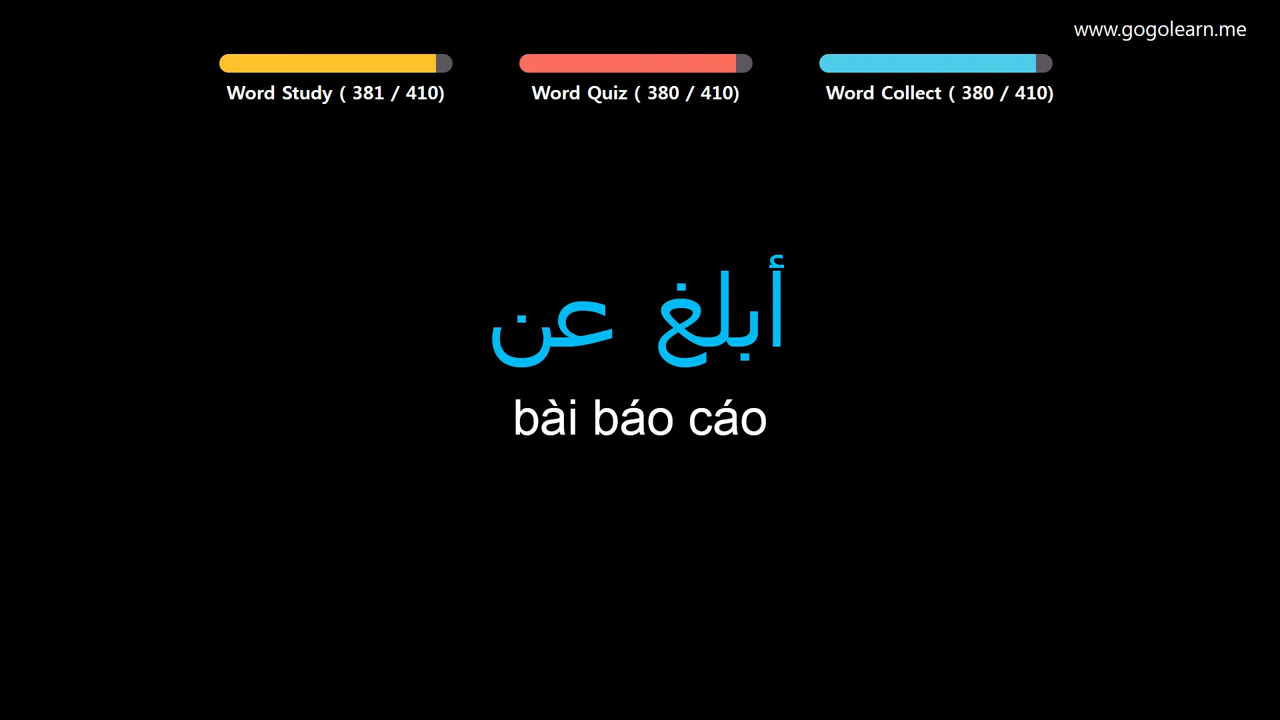 www.gogolearn.me
Word Study ( 381 / 410)
Word Quiz ( 380 / 410)
Word Collect ( 380 / 410)
أبلغ عن
bài báo cáo